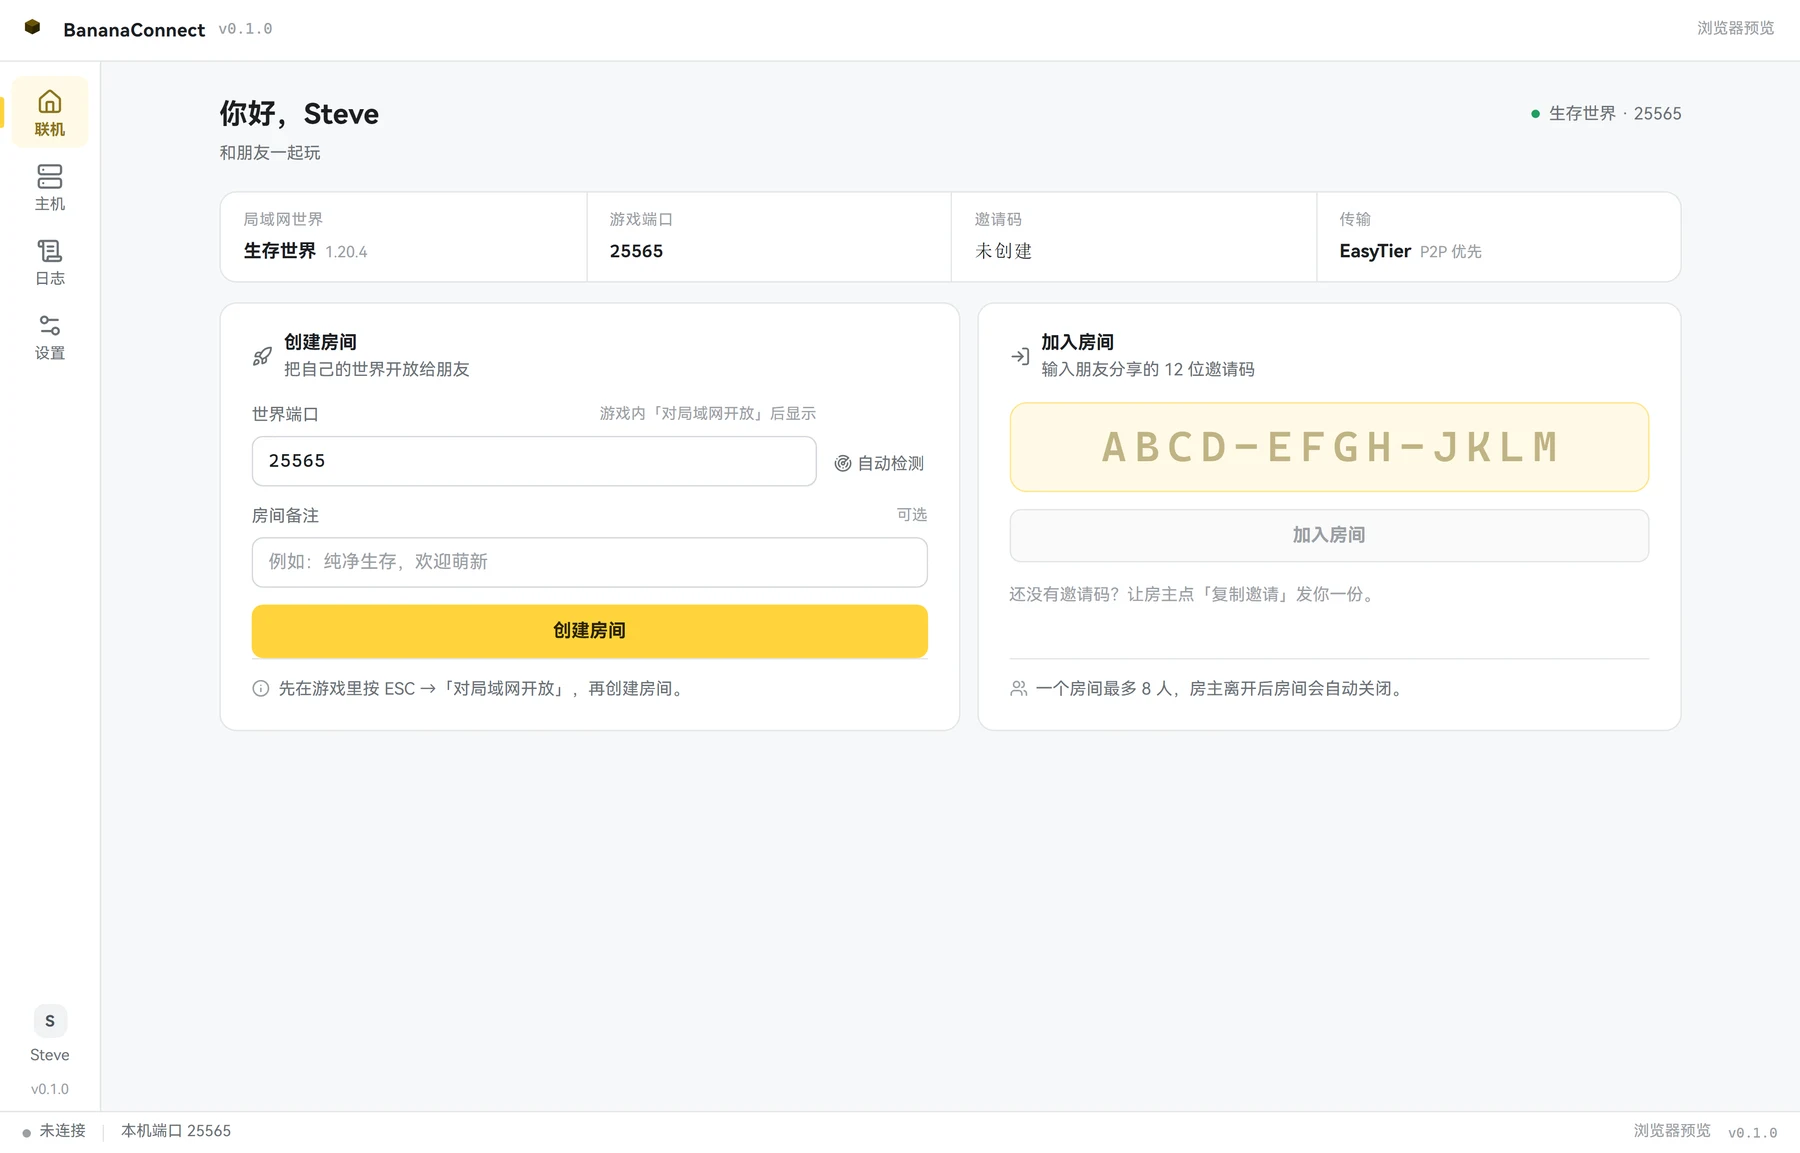 BananaConnect v0.1.0
浏览器预览
联机
主机
日志
设置
你好，Steve
和朋友一起玩
生存世界 · 25565
局域网世界
生存世界 1.20.4
游戏端口
25565
邀请码
未创建
传输
EasyTier P2P 优先
创建房间
把自己的世界开放给朋友
世界端口
游戏内「对局域网开放」后显示
25565
自动检测
房间备注
可选
例如：纯净生存，欢迎萌新
创建房间
先在游戏里按 ESC →「对局域网开放」，再创建房间。
加入房间
输入朋友分享的 12 位邀请码
ABCD-EFGH-JKLM
加入房间
还没有邀请码？让房主点「复制邀请」发你一份。
一个房间最多 8 人，房主离开后房间会自动关闭。
S
Steve
v0.1.0
未连接
本机端口 25565
浏览器预览 v0.1.0